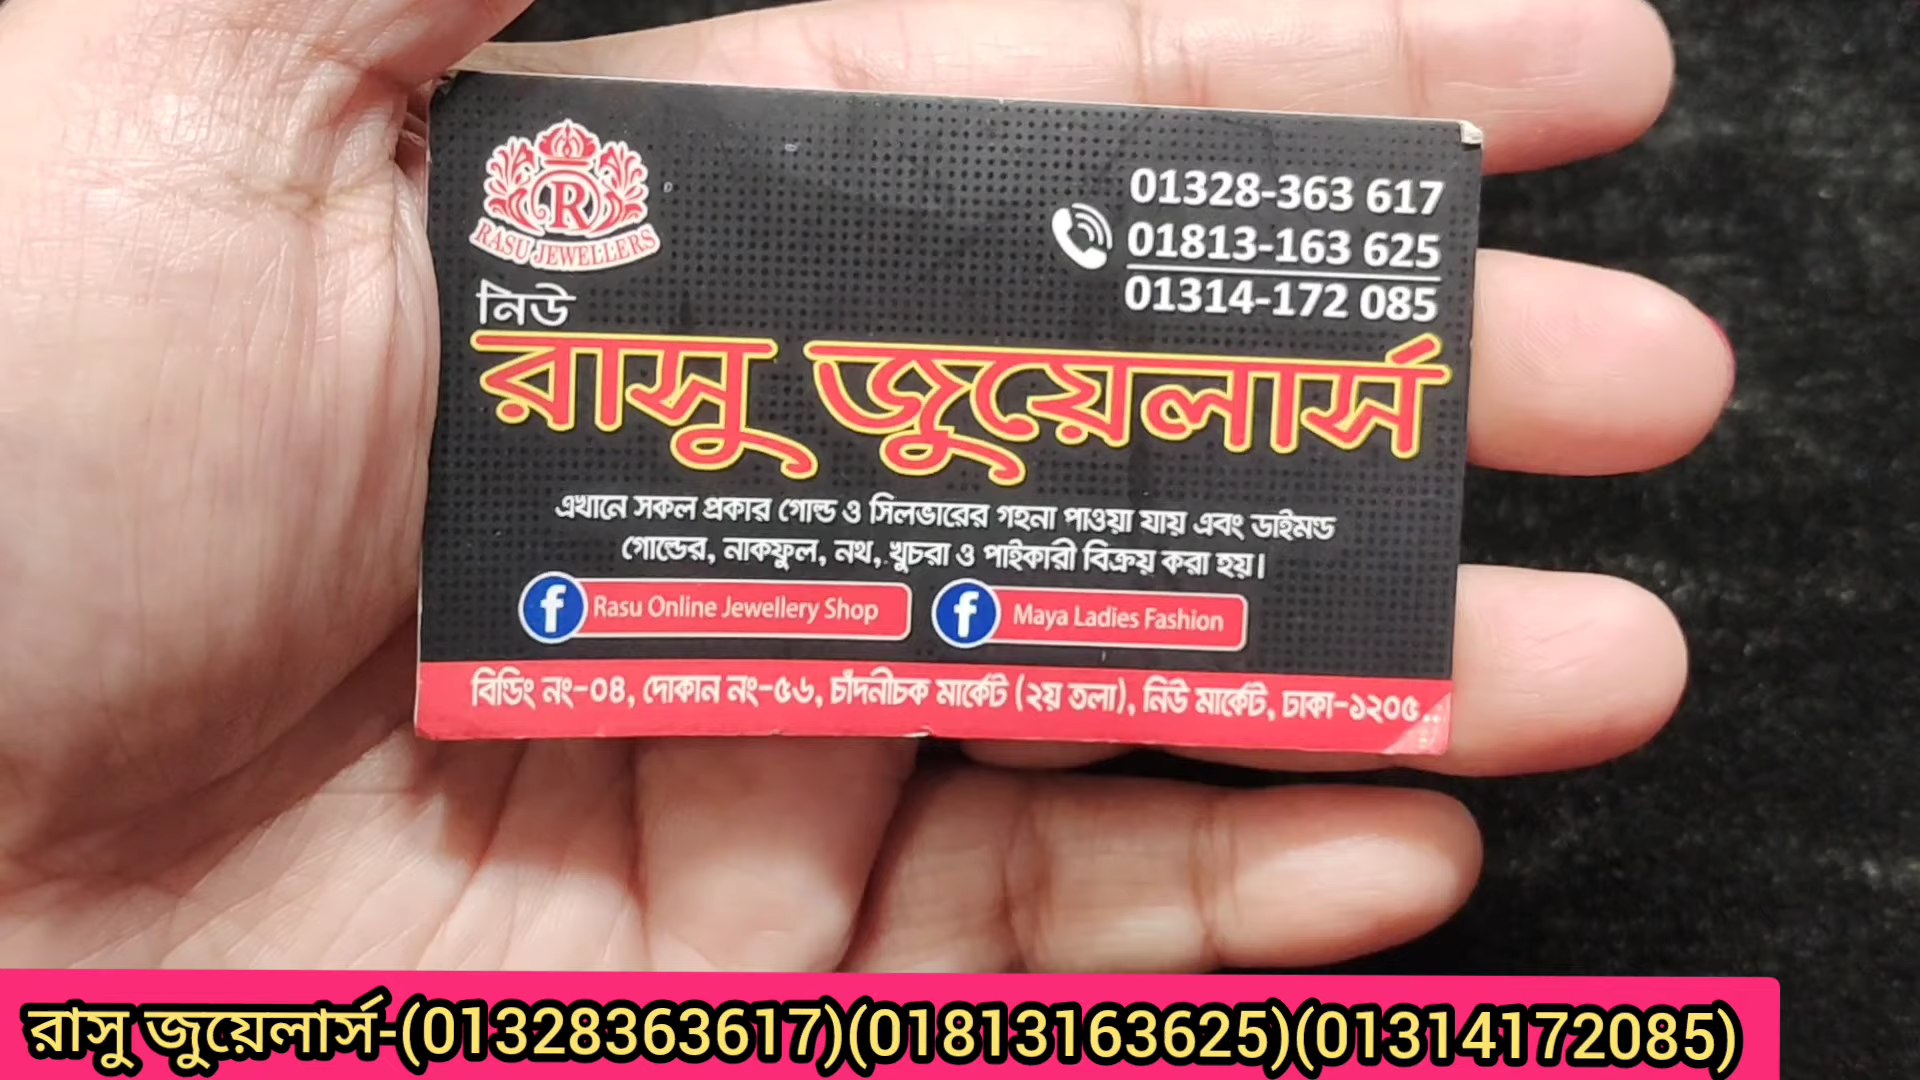 R
RASU JEWELLERS
01328-363 617
01813-163 625
01314-172 085
নিউ
রাসু জুয়েলার্স
এখানে সকল প্রকার গোল্ড ও সিলভারের গহনা পাওয়া যায় এবং ডাইমন্ড
গোল্ডের, নাকফুল, নথ, খুচরা ও পাইকারী বিক্রয় করা হয়।
f Rasu Online Jewellery Shop f Maya Ladies Fashion
বিল্ডিং নং-০৪, দোকান নং-৫৬, চাঁদনীচক মার্কেট (২য় তলা), নিউ মার্কেট, ঢাকা-১২০৫..
রাসু জুয়েলার্স-(01328363617)(01813163625)(01314172085)